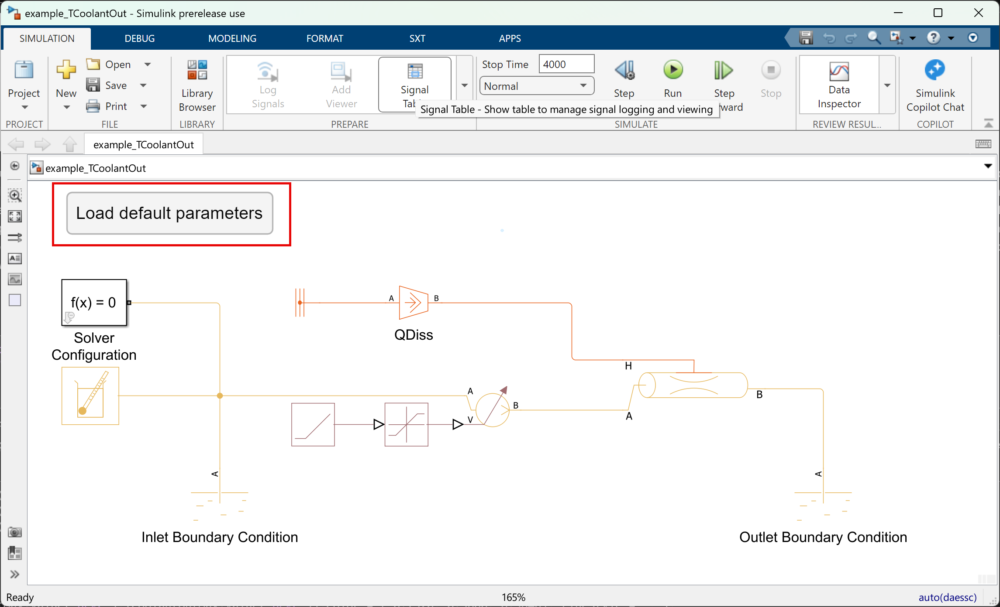 example_TCoolantOut - Simulink prerelease use
SIMULATION
DEBUG
MODELING
FORMAT
SXT
APPS
Project
New
Open
Save
Print
Library
Browser
Log
Signals
Add
Viewer
Signal
Tab
Signal Table - Show table to manage signal logging and viewing
Stop Time
4000
Normal
Step
Run
Step
ward
Stop
Data
Inspector
Simulink
Copilot Chat
PROJECT
FILE
LIBRARY
PREPARE
SIMULATE
REVIEW RESUL...
COPILOT
example_TCoolantOut
example_TCoolantOut
Load default parameters
f(x) = 0
Solver
Configuration
A
B
QDiss
H
A
B
V
A
B
A
A
Inlet Boundary Condition
Outlet Boundary Condition
Ready
165%
auto(daessc)